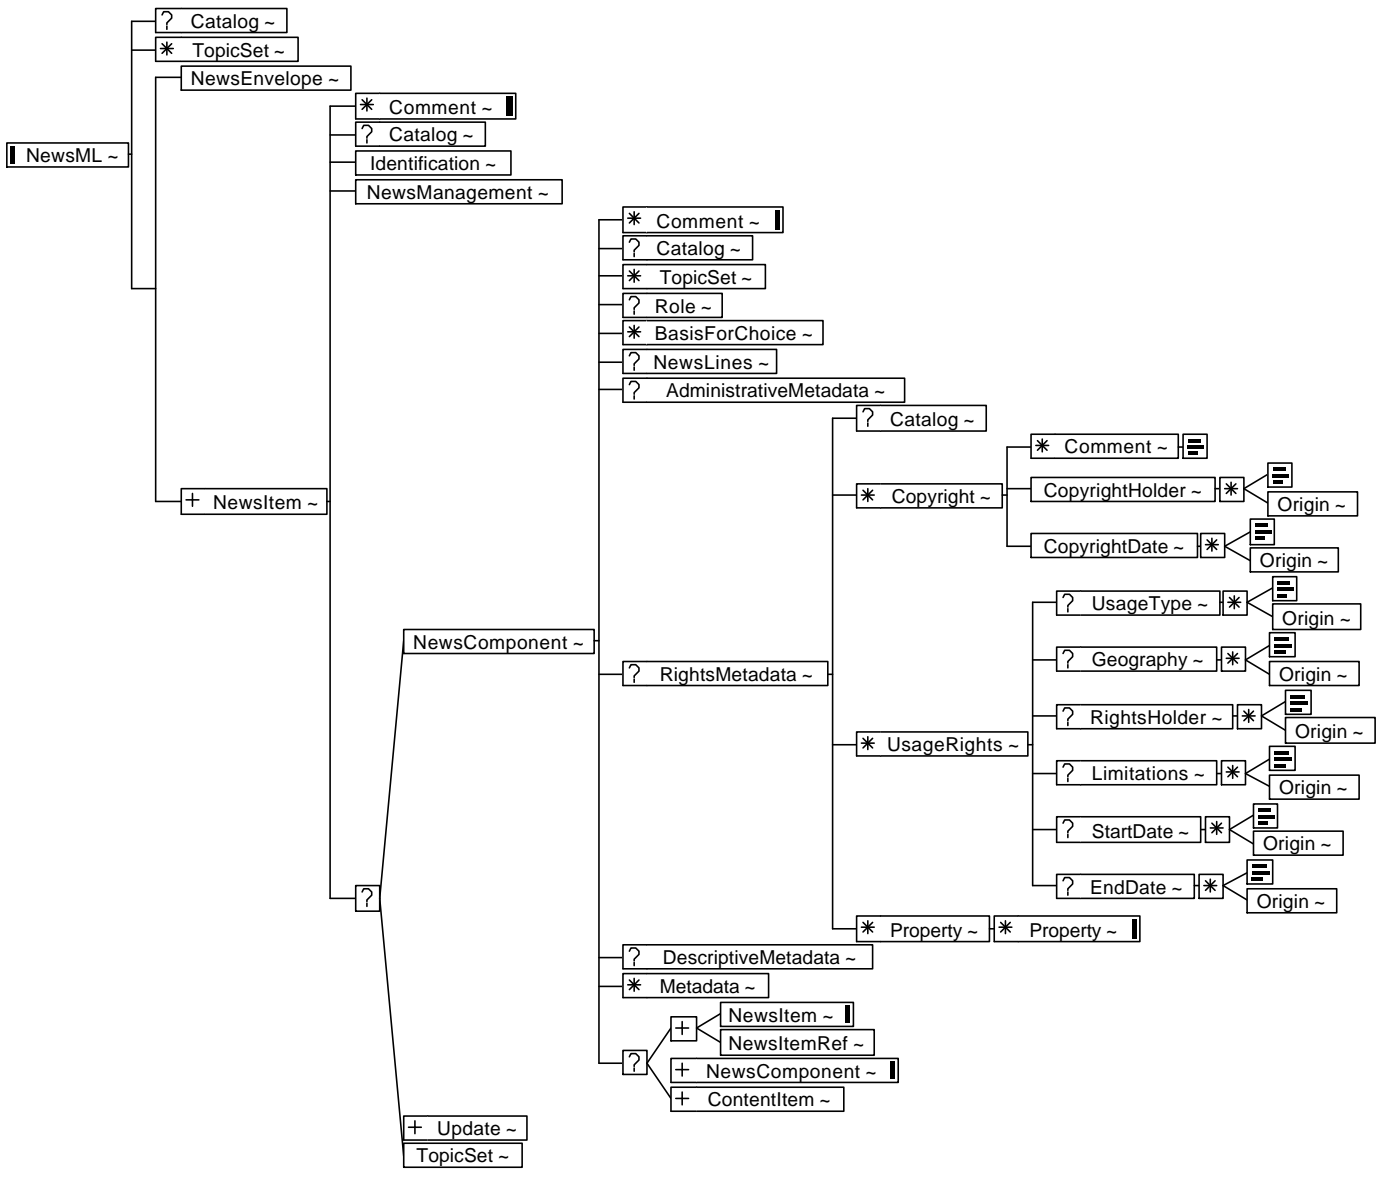 ? Catalog ~
* TopicSet ~
NewsEnvelope ~
* Comment ~
? Catalog ~
NewsML ~
Identification ~
NewsManagement ~
* Comment ~
? Catalog ~
* TopicSet ~
? Role ~
* BasisForChoice ~
? NewsLines ~
? AdministrativeMetadata ~
? Catalog ~
* Comment ~
+ NewsItem ~
* Copyright ~
CopyrightHolder ~ *
Origin ~
CopyrightDate ~ *
Origin ~
? UsageType ~ *
Origin ~
NewsComponent ~
? Geography ~ *
Origin ~
? RightsMetadata ~
? RightsHolder ~ *
Origin ~
* UsageRights ~
? Limitations ~ *
Origin ~
? StartDate ~ *
Origin ~
? EndDate ~ *
Origin ~
?
* Property ~ * Property ~
? DescriptiveMetadata ~
* Metadata ~
NewsItem ~
+
NewsItemRef ~
?
+ NewsComponent ~
+ ContentItem ~
+ Update ~
TopicSet ~